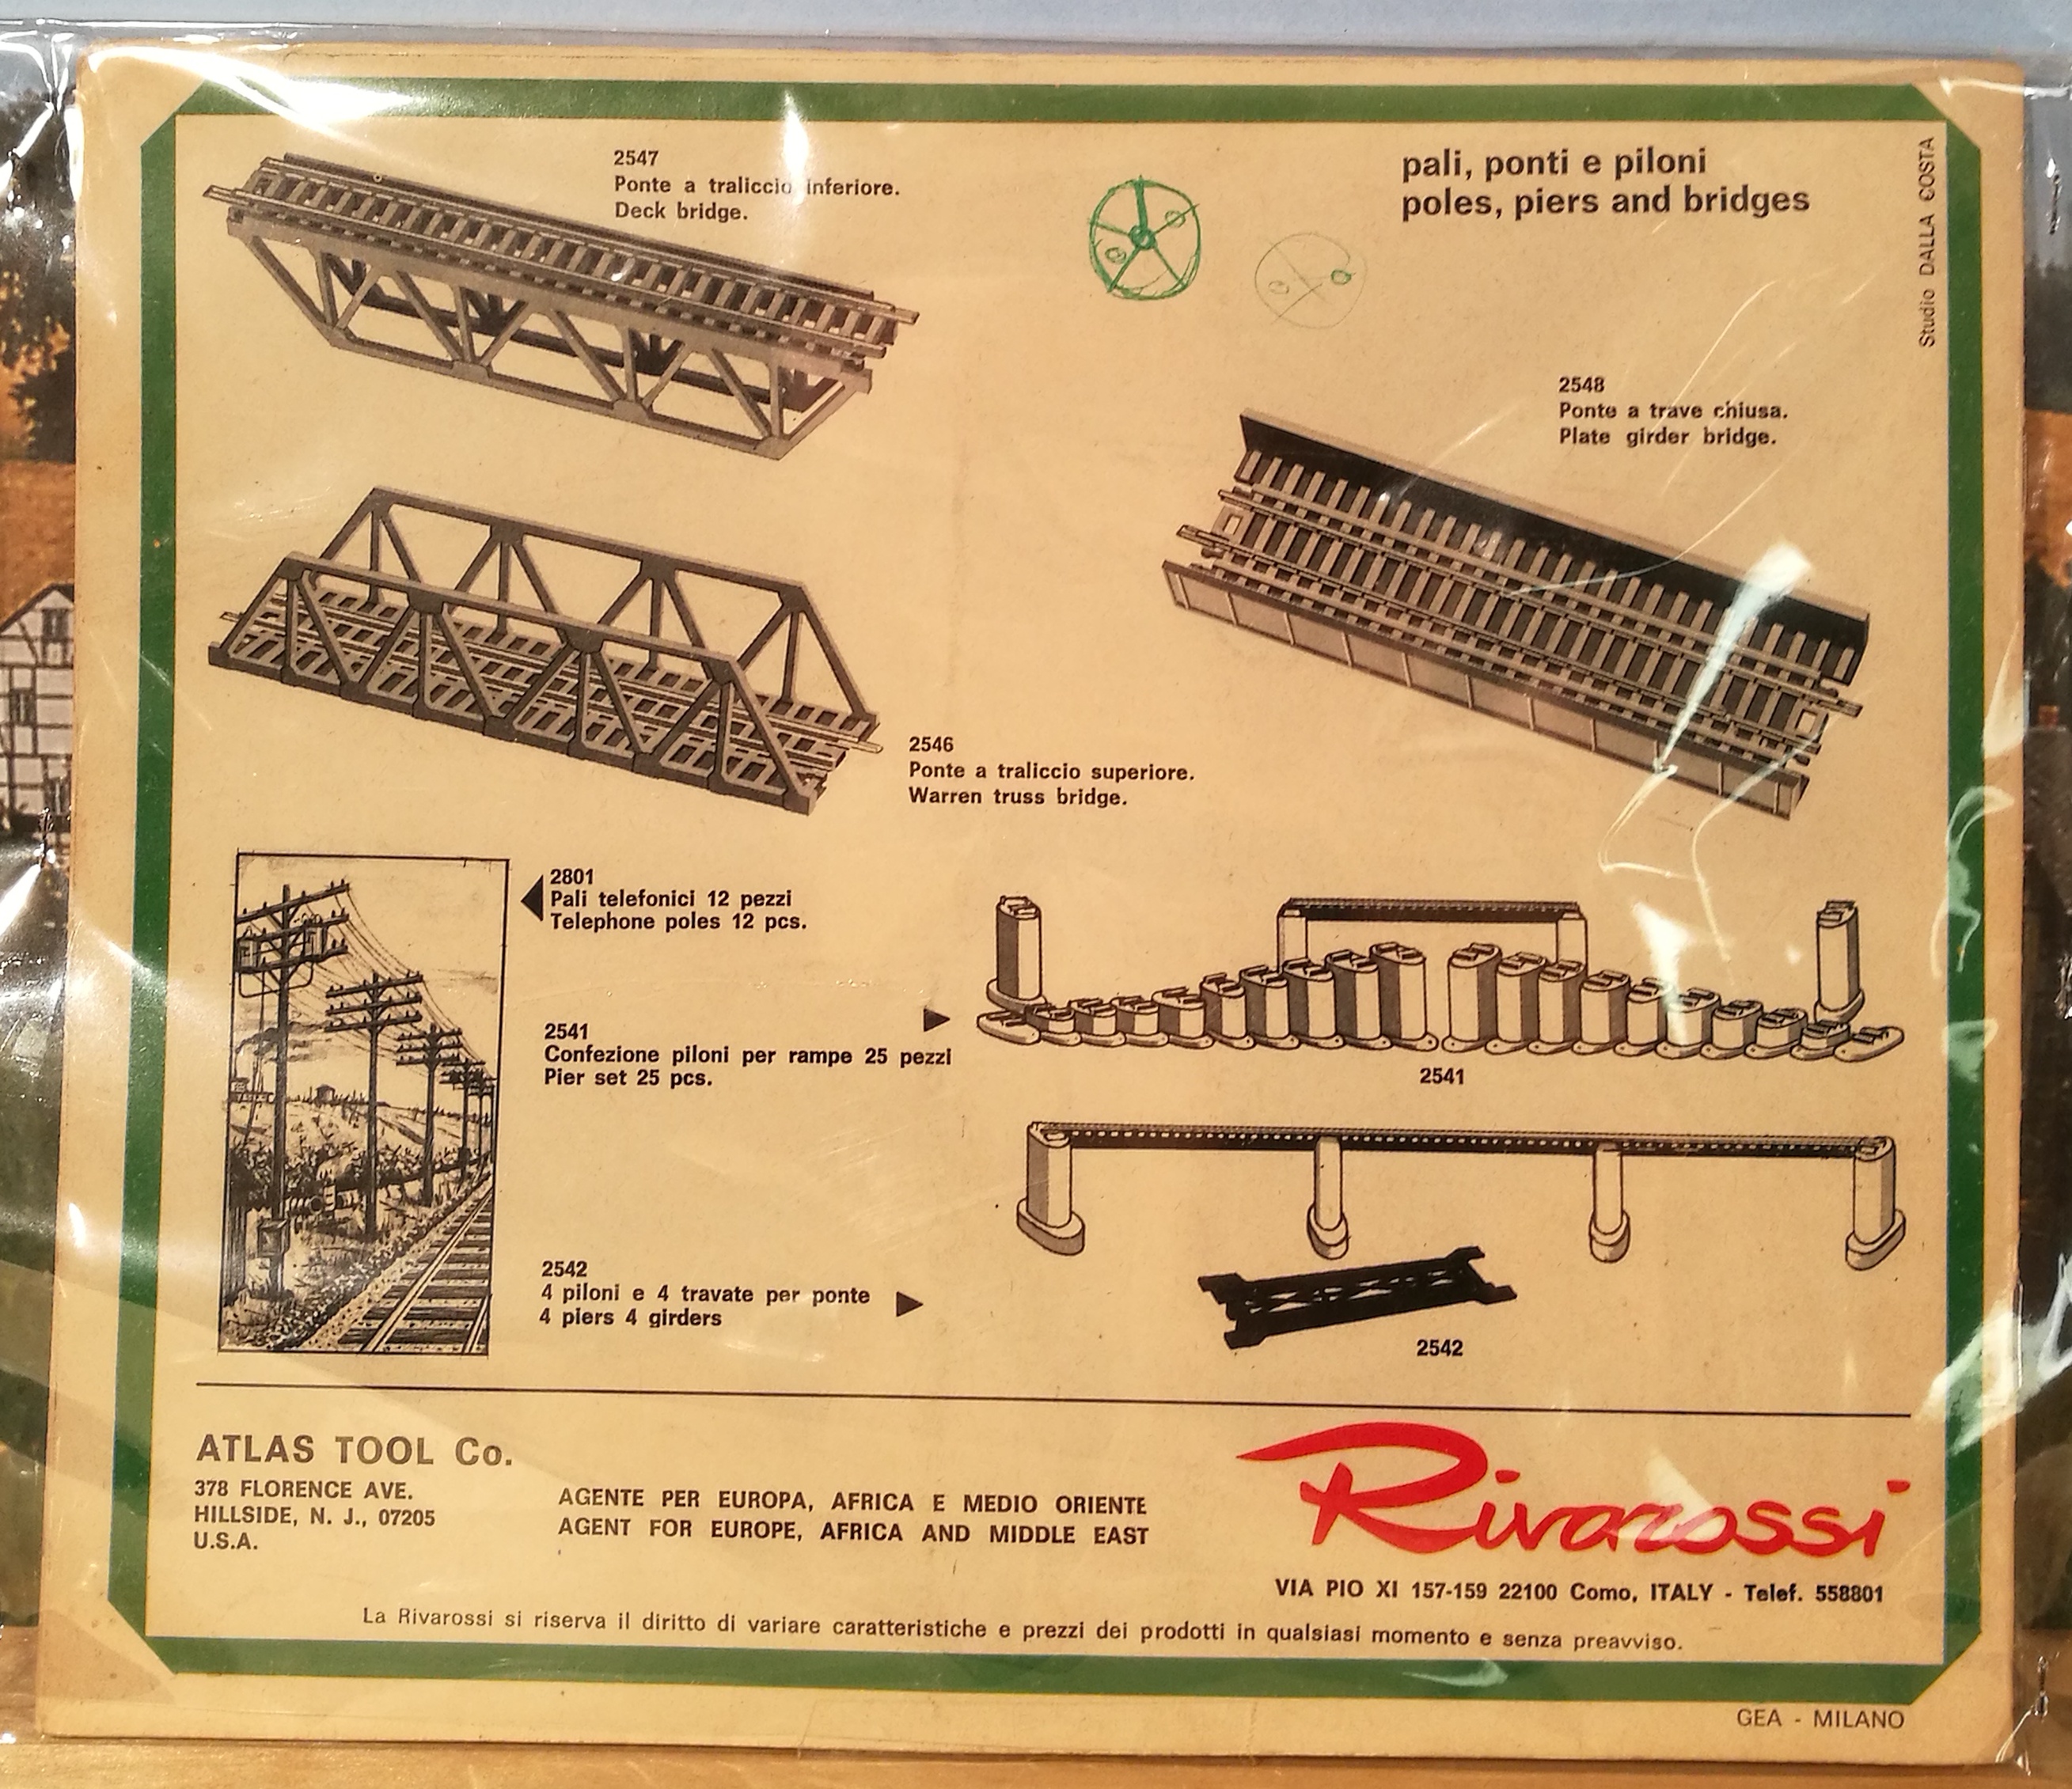 pali, ponti e piloni
poles, piers and bridges
Studio DALLA COSTA
2547
Ponte a traliccio inferiore.
Deck bridge.
2548
Ponte a trave chiusa.
Plate girder bridge.
2546
Ponte a traliccio superiore.
Warren truss bridge.
2801
Pali telefonici 12 pezzi
Telephone poles 12 pcs.
2541
Confezione piloni per rampe 25 pezzi
Pier set 25 pcs.
2541
2542
4 piloni e 4 travate per ponte
4 piers 4 girders
2542
ATLAS TOOL Co.
378 FLORENCE AVE.
HILLSIDE, N. J., 07205
U.S.A.
AGENTE PER EUROPA, AFRICA E MEDIO ORIENTE
AGENT FOR EUROPE, AFRICA AND MIDDLE EAST
Rivarossi
VIA PIO XI 157-159 22100 Como, ITALY - Telef. 558801
La Rivarossi si riserva il diritto di variare caratteristiche e prezzi dei prodotti in qualsiasi momento e senza preavviso.
GEA - MILANO